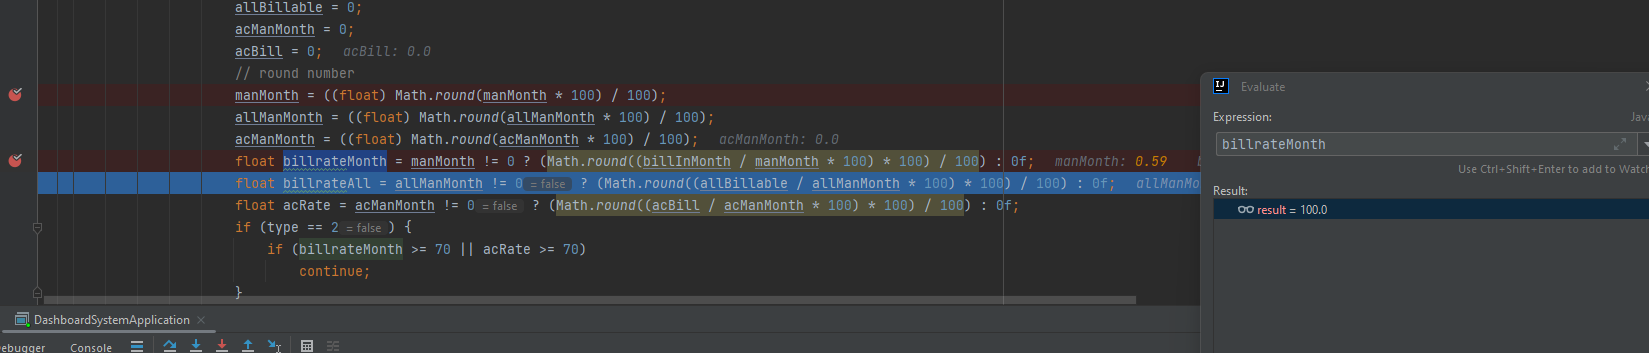 allBillable = 0;
acManMonth = 0;
acBill = 0;   acBill: 0.0
// round number
manMonth = ((float) Math.round(manMonth * 100) / 100);
allManMonth = ((float) Math.round(allManMonth * 100) / 100);
acManMonth = ((float) Math.round(acManMonth * 100) / 100);   acManMonth: 0.0
float billrateMonth = manMonth != 0 ? (Math.round((billInMonth / manMonth * 100) * 100) / 100) : 0f;   manMonth: 0.59
float billrateAll = allManMonth != 0 = false ? (Math.round((allBillable / allManMonth * 100) * 100) / 100) : 0f;   allManMo
float acRate = acManMonth != 0 = false ? (Math.round((acBill / acManMonth * 100) * 100) / 100) : 0f;
if (type == 2 = false) {
if (billrateMonth >= 70 || acRate >= 70)
continue;
}
Evaluate
Expression:
Java
billrateMonth
Use Ctrl+Shift+Enter to add to Watch
Result:
result = 100.0
DashboardSystemApplication
ebugger
Console